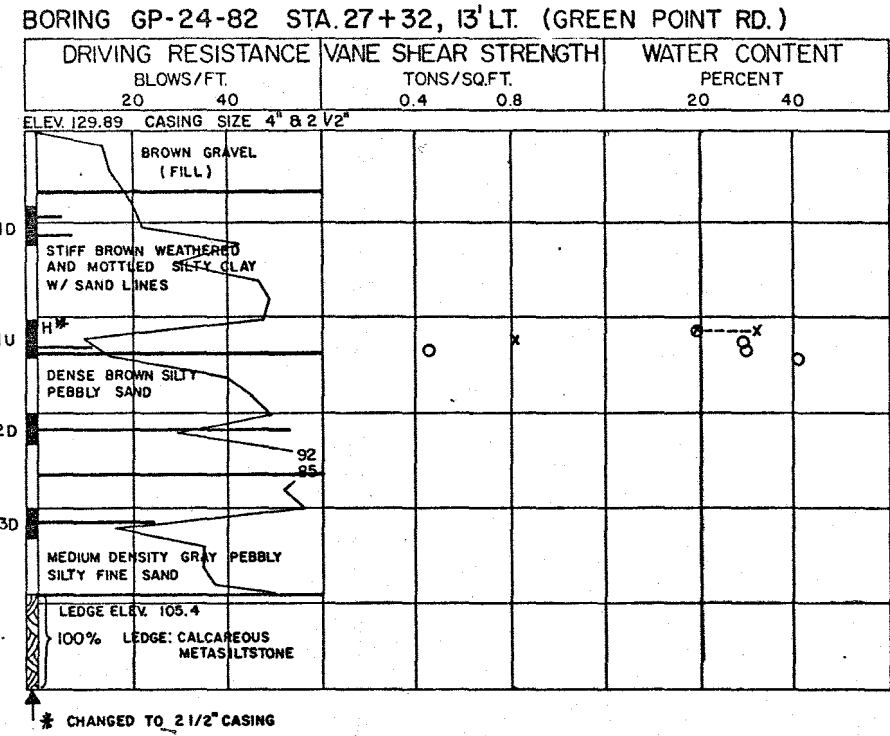 BORING GP-24-82 STA. 27+32, 13' LT. (GREEN POINT RD.)
DRIVING RESISTANCE VANE SHEAR STRENGTH WATER CONTENT
BLOWS/FT. TONS/SQ.FT. PERCENT
20 40 0.4 0.8 20 40
ELEV. 129.89 CASING SIZE 4" & 2 1/2"
BROWN GRAVEL
(FILL)
1D
STIFF BROWN WEATHERED
AND MOTTLED SILTY CLAY
W/ SAND LINES
H*
1U
DENSE BROWN SILTY
PEBBLY SAND
2D
92
85
3D
MEDIUM DENSITY GRAY PEBBLY
SILTY FINE SAND
LEDGE ELEV. 105.4
100% LEDGE: CALCAREOUS
METASILTSTONE
* CHANGED TO 2 1/2" CASING